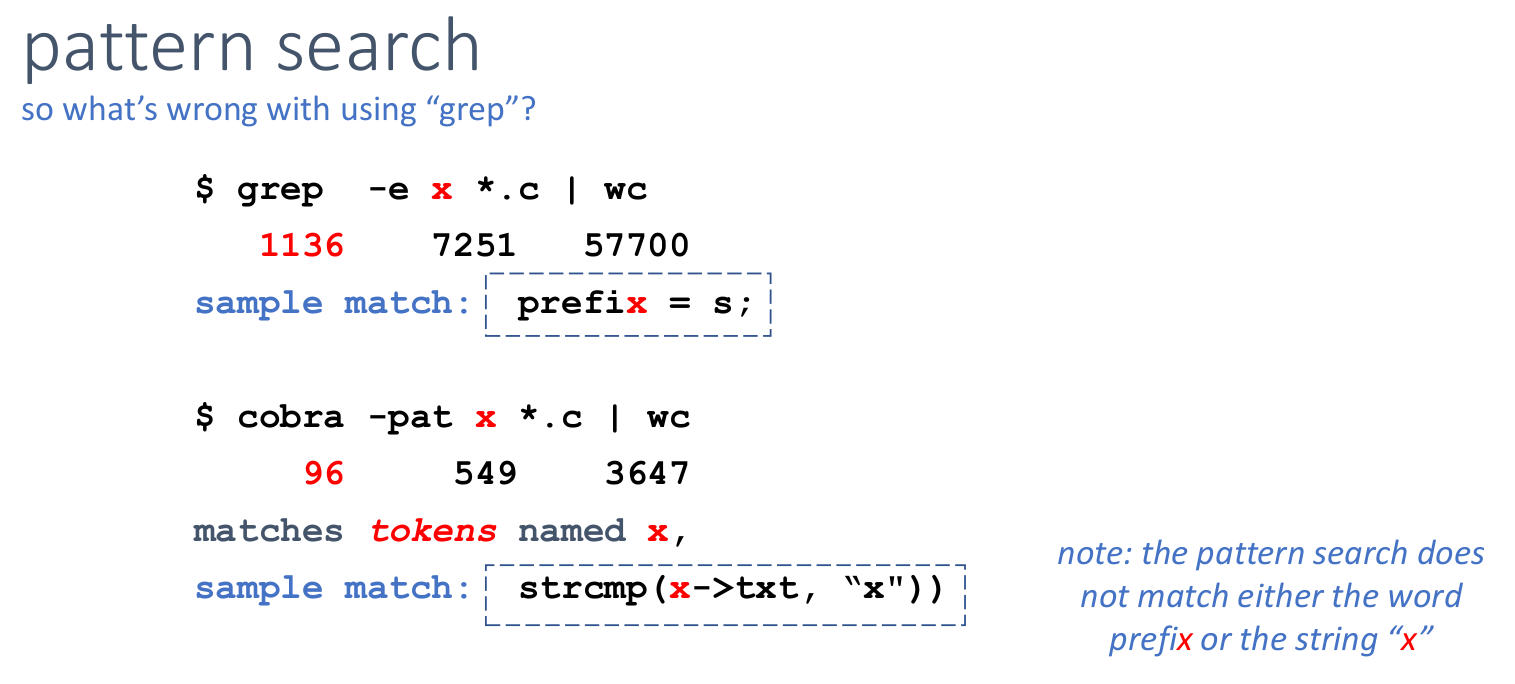 pattern search
so what’s wrong with using “grep”?
$ grep -e x *.c | wc
1136 7251 57700
sample match: prefix = s;
$ cobra -pat x *.c | wc
96 549 3647
matches tokens named x,
sample match: strcmp(x->txt, “x"))
note: the pattern search does
not match either the word
prefix or the string “x”